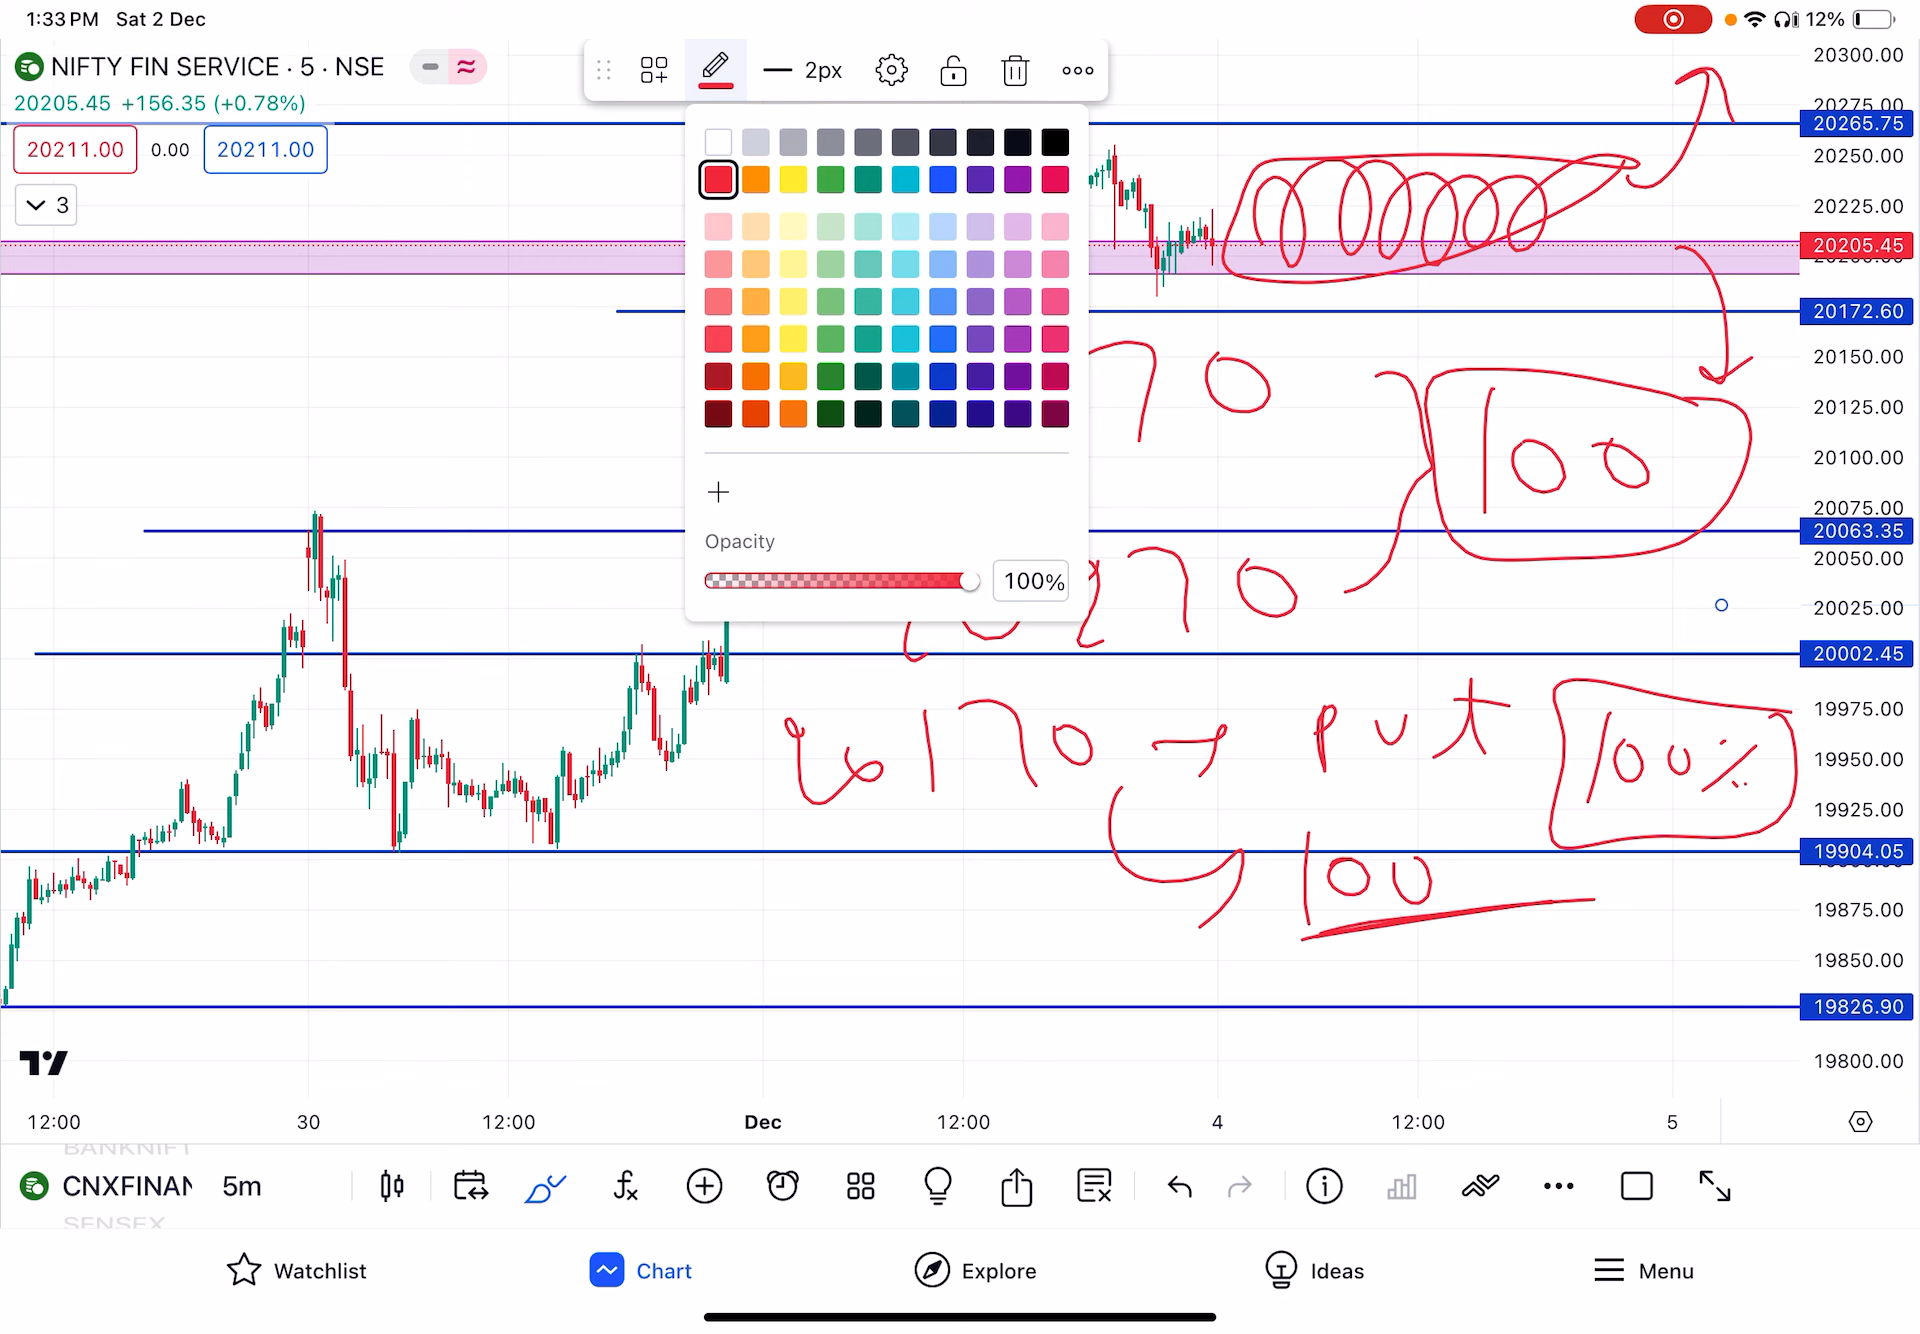 1:33 PM Sat 2 Dec
12%
NIFTY FIN SERVICE · 5 · NSE
2px
20205.45 +156.35 (+0.78%)
20211.00 0.00 20211.00
3
20300.00
20275.00
20265.75
20250.00
20225.00
20205.45
20172.60
20150.00
20125.00
20100.00
20075.00
20063.35
20050.00
20025.00
20002.45
19975.00
19950.00
19925.00
19904.05
19875.00
19850.00
19826.90
19800.00
Opacity
100%
70
100
70
170 → put 100%
100
12:00 30 12:00 Dec 12:00 4 12:00 5
BANKNIFT
CNXFINAN 5m
SENSEX
Watchlist Chart Explore Ideas Menu